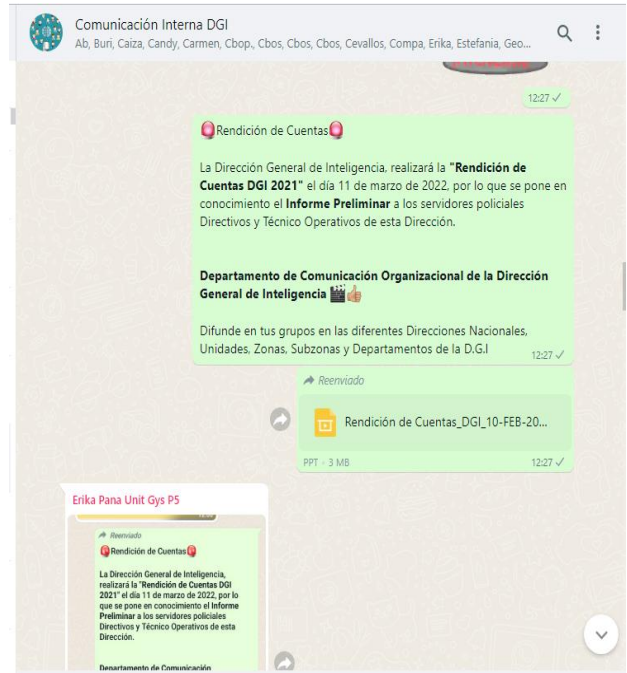 Comunicación Interna DGI
Ab, Buri, Caiza, Candy, Carmen, Cbop., Cbos, Cbos, Cbos, Cevallos, Compa, Erika, Estefania, Geo...
12:27
Rendición de Cuentas
La Dirección General de Inteligencia, realizará la "Rendición de
Cuentas DGI 2021" el día 11 de marzo de 2022, por lo que se pone en
conocimiento el Informe Preliminar a los servidores policiales
Directivos y Técnico Operativos de esta Dirección.
Departamento de Comunicación Organizacional de la Dirección
General de Inteligencia
Difunde en tus grupos en las diferentes Direcciones Nacionales,
Unidades, Zonas, Subzonas y Departamentos de la D.G.I
12:27
Reenviado
Rendición de Cuentas_DGI_10-FEB-20...
PPT - 3 MB
12:27
Erika Pana Unit Gys P5
Reenviado
Rendición de Cuentas
La Dirección General de Inteligencia,
realizará la "Rendición de Cuentas DGI
2021" el día 11 de marzo de 2022, por lo
que se pone en conocimiento el Informe
Preliminar a los servidores policiales
Directivos y Técnico Operativos de esta
Dirección.
Departamento de Comunicación